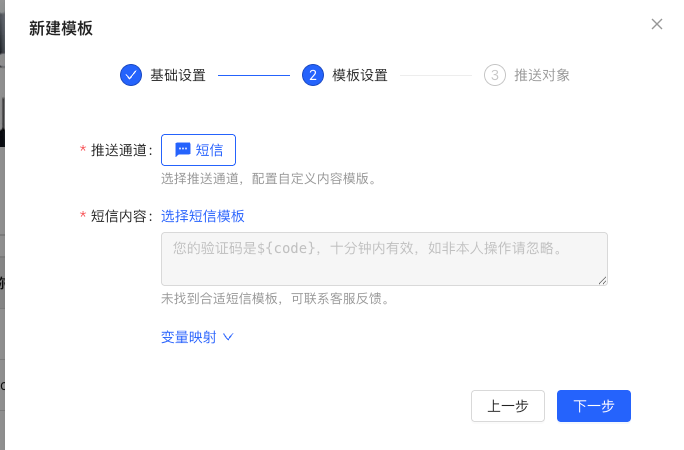 新建模板
基础设置
2 模板设置
3 推送对象
* 推送通道: 短信
选择推送通道，配置自定义内容模版。
* 短信内容: 选择短信模板
您的验证码是${code}，十分钟内有效，如非本人操作请忽略。
未找到合适短信模板，可联系客服反馈。
变量映射
上一步 下一步